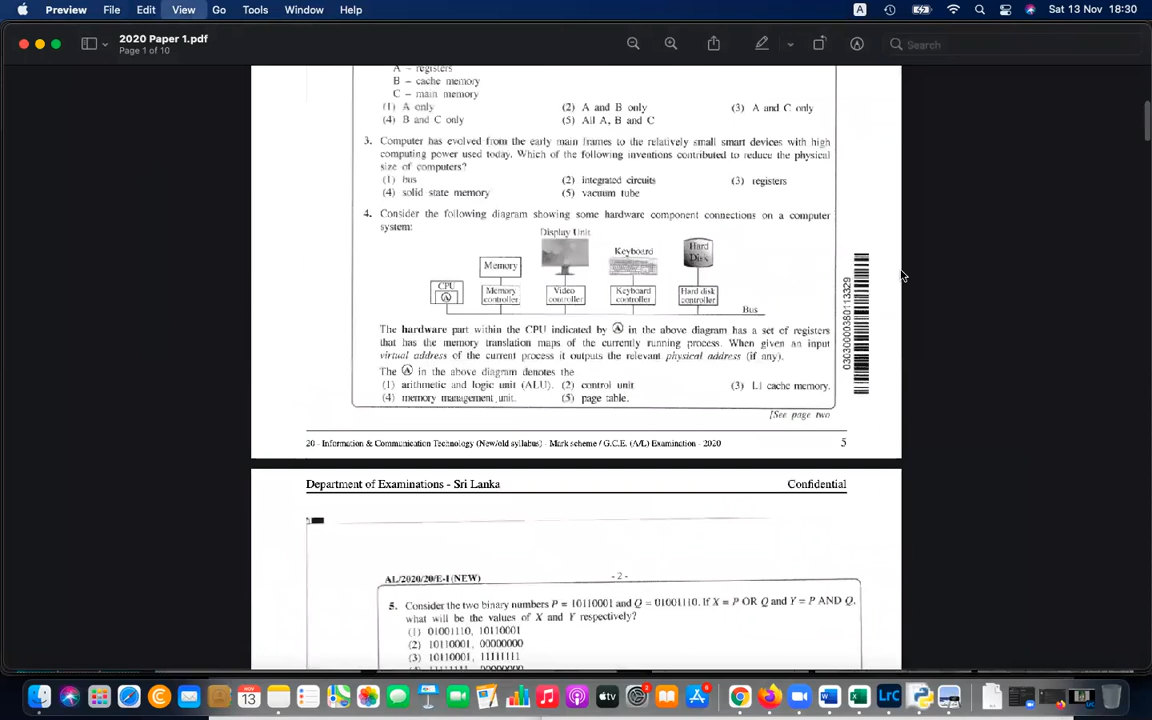 Preview File Edit View Go Tools Window Help Sat 13 Nov 18:30
2020 Paper 1.pdf
Page 1 of 10
Search
A – registers
B – cache memory
C – main memory
(1) A only (2) A and B only (3) A and C only
(4) B and C only (5) All A, B and C
3. Computer has evolved from the early main frames to the relatively small smart devices with high
computing power used today. Which of the following inventions contributed to reduce the physical
size of computers?
(1) bus (2) integrated circuits (3) registers
(4) solid state memory (5) vacuum tube
4. Consider the following diagram showing some hardware component connections on a computer
system:
Display Unit
Memory
Keyboard
Hard
Disk
CPU
A
Memory
controller
Video
controller
Keyboard
controller
Hard disk
controller
Bus
The hardware part within the CPU indicated by A in the above diagram has a set of registers
that has the memory translation maps of the currently running process. When given an input
virtual address of the current process it outputs the relevant physical address (if any).
The A in the above diagram denotes the
(1) arithmetic and logic unit (ALU). (2) control unit (3) L1 cache memory.
(4) memory management unit. (5) page table.
[See page two
20 - Information & Communication Technology (New/old syllabus) - Mark scheme / G.C.E. (A/L) Examination - 2020 5
Department of Examinations - Sri Lanka Confidential
AL/2020/20/E-I (NEW) - 2 -
5. Consider the two binary numbers P = 10110001 and Q = 01001110. If X = P OR Q and Y = P AND Q,
what will be the values of X and Y respectively?
(1) 01001110, 10110001
(2) 10110001, 00000000
(3) 10110001, 11111111
NOV
13
tv
W
X
LrC